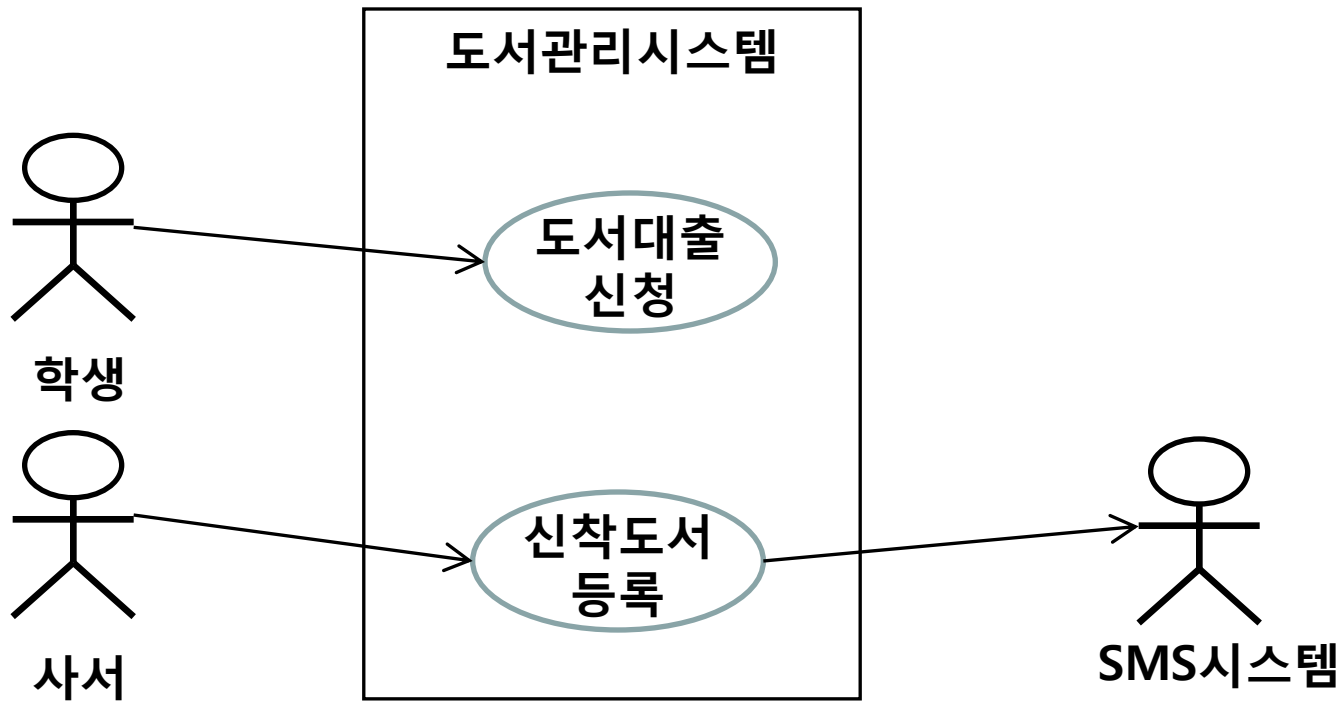 도서관리시스템
도서대출
신청
학생
신착도서
등록
사서
SMS시스템